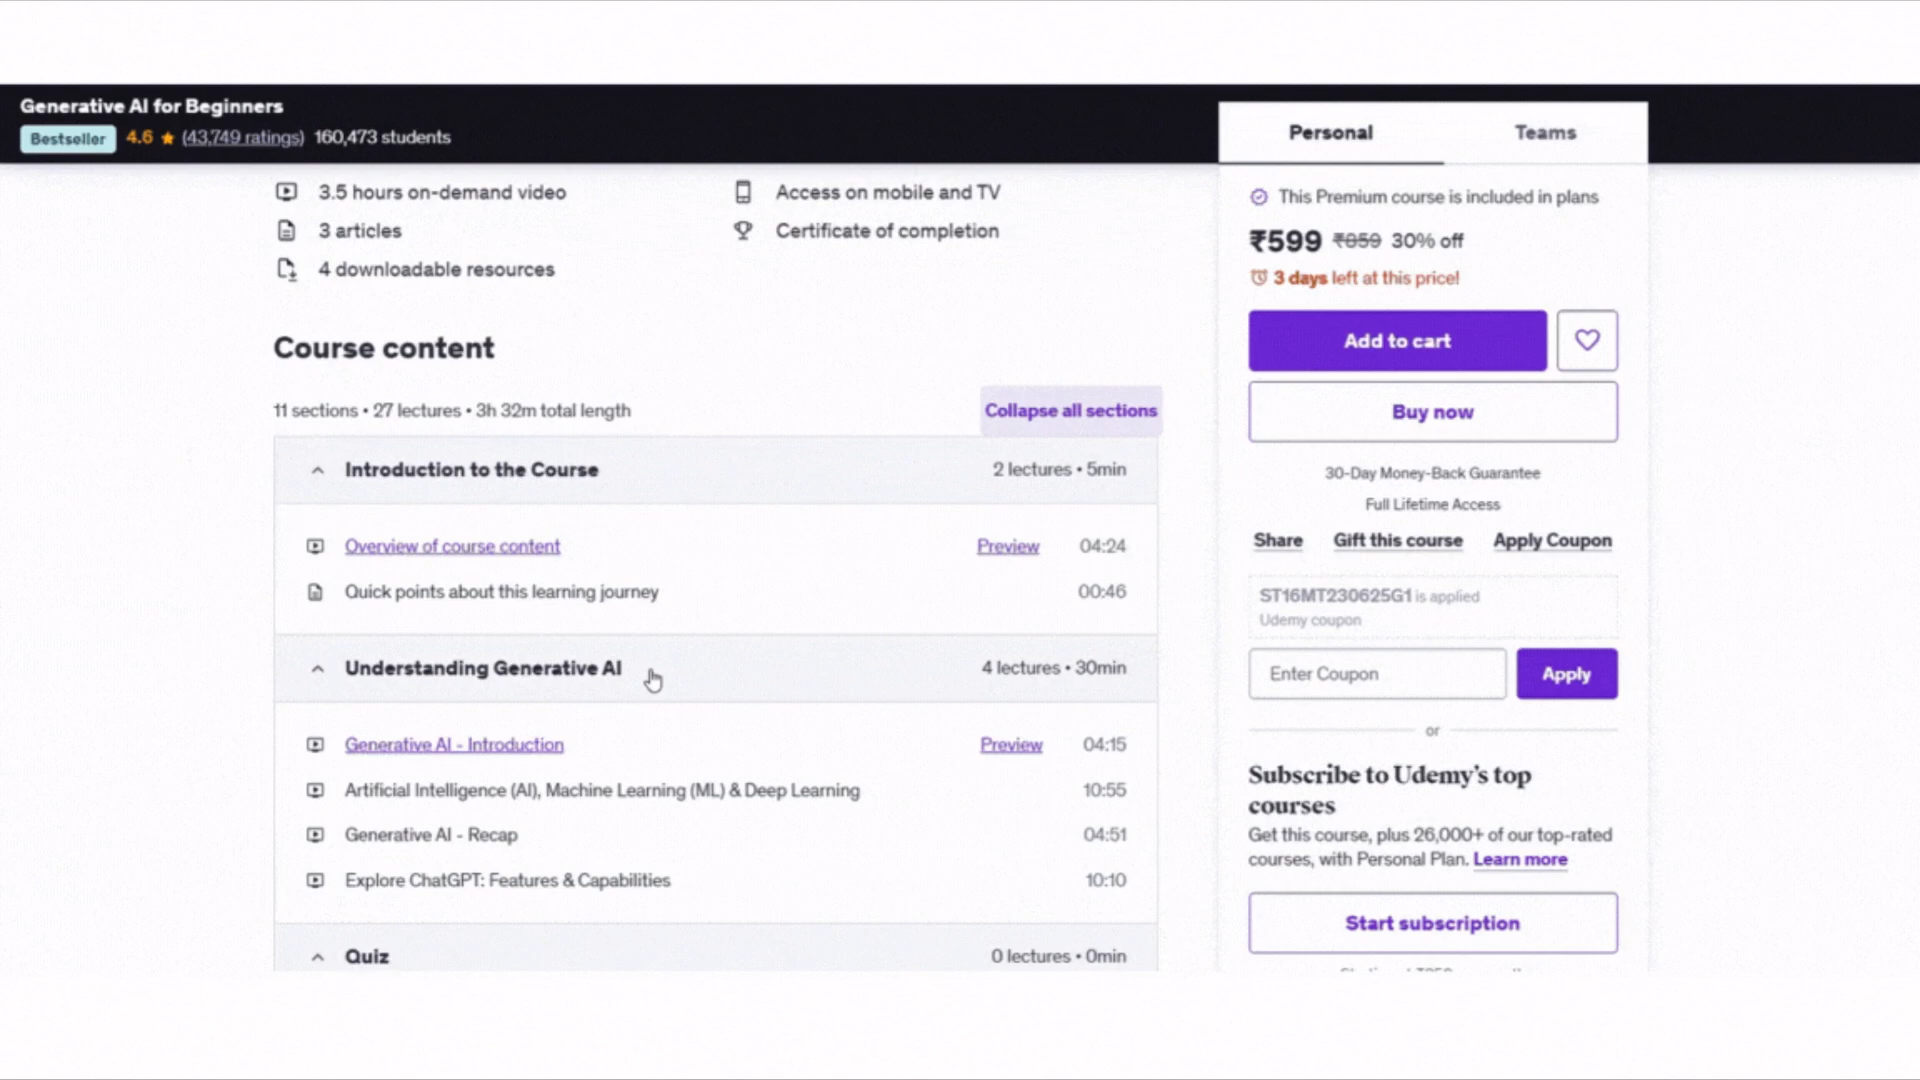 Generative AI for Beginners
Bestseller 4.6 (43,749 ratings) 160,473 students
3.5 hours on-demand video
Access on mobile and TV
3 articles
Certificate of completion
4 downloadable resources
Course content
11 sections • 27 lectures • 3h 32m total length
Collapse all sections
Introduction to the Course
2 lectures • 5min
Overview of course content
Preview 04:24
Quick points about this learning journey
00:46
Understanding Generative AI
4 lectures • 30min
Generative AI - Introduction
Preview 04:15
Artificial Intelligence (AI), Machine Learning (ML) & Deep Learning
10:55
Generative AI - Recap
04:51
Explore ChatGPT: Features & Capabilities
10:10
Quiz
0 lectures • 0min
Personal
Teams
This Premium course is included in plans
₹599 ₹859 30% off
3 days left at this price!
Add to cart
Buy now
30-Day Money-Back Guarantee
Full Lifetime Access
Share Gift this course Apply Coupon
ST16MT230625G1 is applied
Udemy coupon
Enter Coupon
Apply
or
Subscribe to Udemy's top
courses
Get this course, plus 26,000+ of our top-rated
courses, with Personal Plan. Learn more
Start subscription